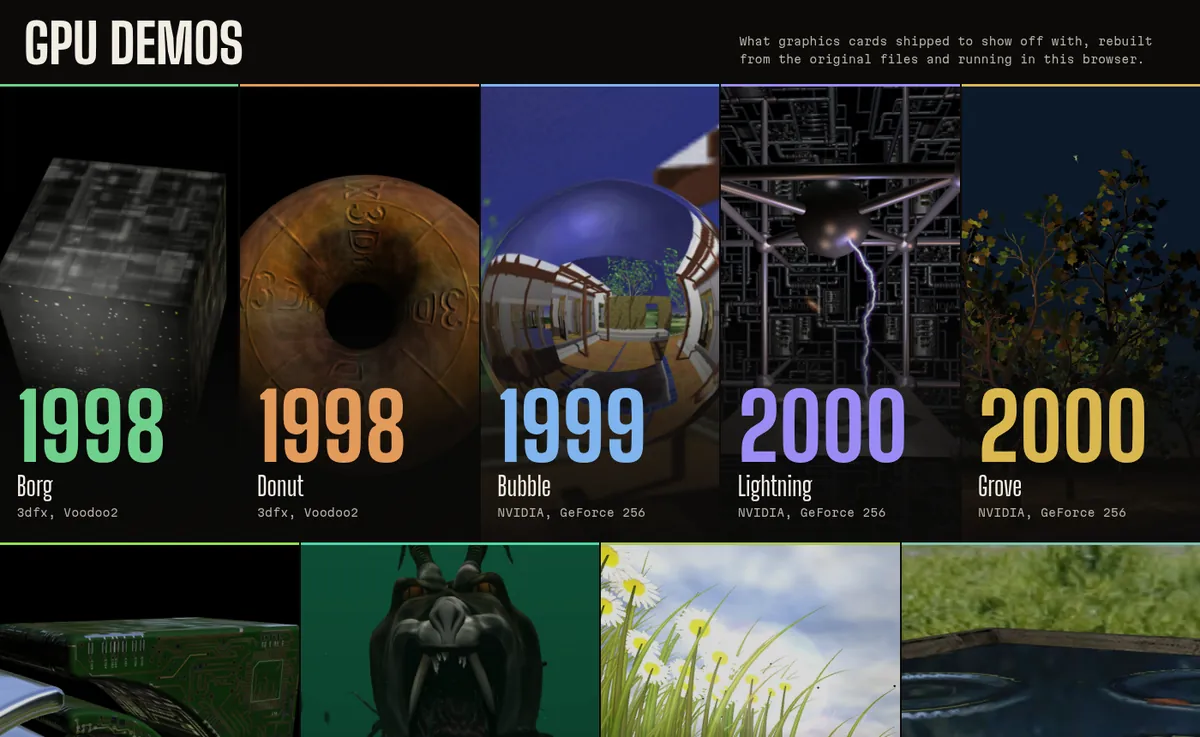 GPU DEMOS
What graphics cards shipped to show off with, rebuilt
from the original files and running in this browser.
1998
Borg
3dfx, Voodoo2
1998
Donut
3dfx, Voodoo2
1999
Bubble
NVIDIA, GeForce 256
2000
Lightning
NVIDIA, GeForce 256
2000
Grove
NVIDIA, GeForce 256